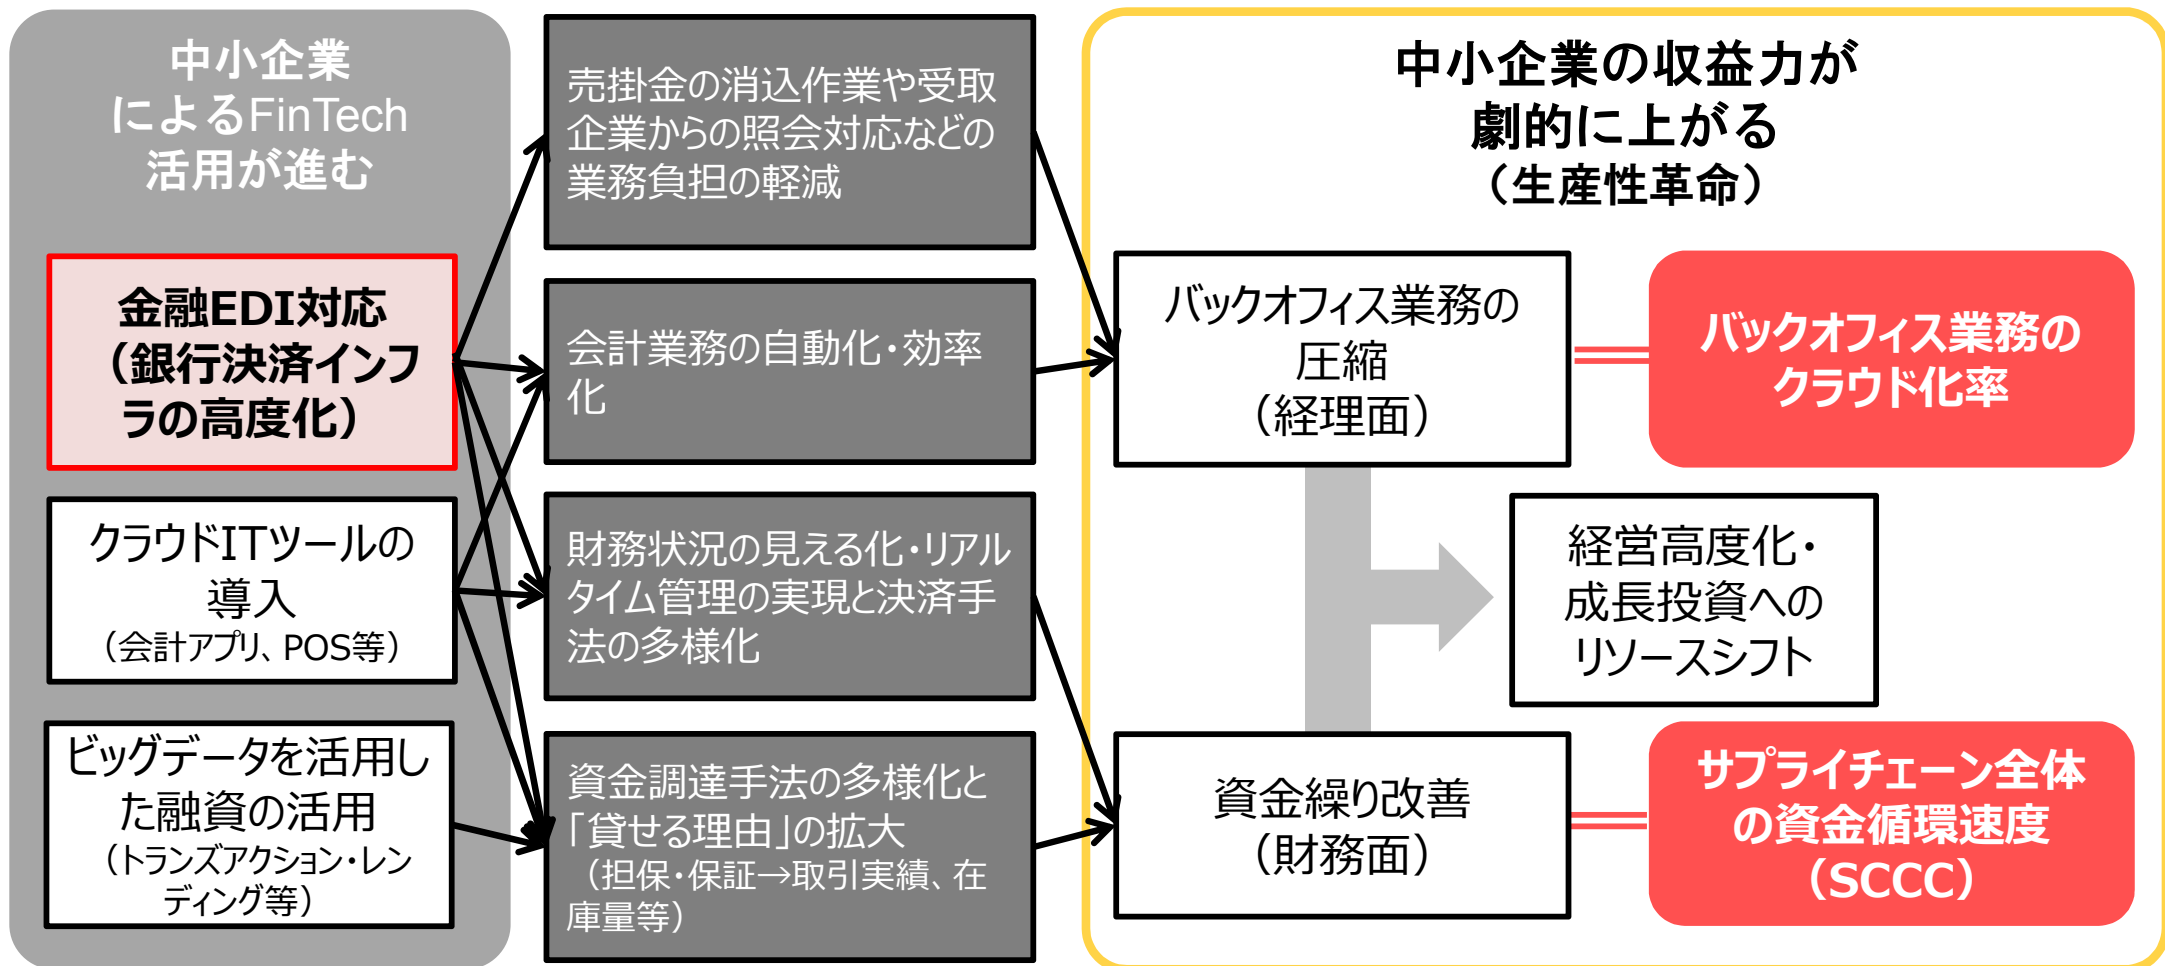 中小企業
によるFinTech
活用が進む
金融EDI対応
（銀行決済インフ
ラの高度化）
クラウドITツールの
導入
（会計アプリ、POS等）
ビッグデータを活用し
た融資の活用
（トランズアクション・レン
ディング等）
売掛金の消込作業や受取
企業からの照会対応などの
業務負担の軽減
会計業務の自動化・効率
化
財務状況の見える化・リアル
タイム管理の実現と決済手
法の多様化
資金調達手法の多様化と
「貸せる理由」の拡大
（担保・保証→取引実績、在
庫量等）
中小企業の収益力が
劇的に上がる
（生産性革命）
バックオフィス業務の
圧縮
（経理面）
バックオフィス業務の
クラウド化率
経営高度化・
成長投資への
リソースシフト
資金繰り改善
（財務面）
サプライチェーン全体
の資金循環速度
（SCCC）